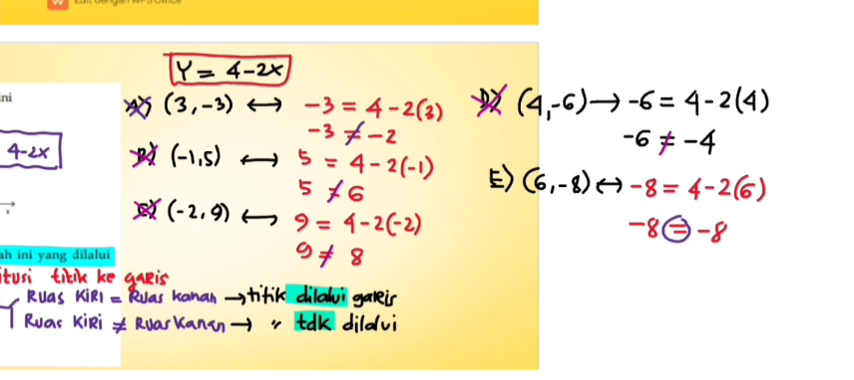 Edit dengan WPS Office
Y = 4-2x
ini
4-2x
A) (3,-3) ↔ -3 = 4-2(3)
-3 ≠ -2
B) (-1,5) ↔ 5 = 4-2(-1)
5 ≠ 6
C) (-2,9) ↔ 9 = 4-2(-2)
9 ≠ 8
D) (4,-6) → -6 = 4-2(4)
-6 ≠ -4
E) (6,-8) ↔ -8 = 4-2(6)
-8 = -8
ah ini yang dilalui
itusi titik ke garis
Ruas KiRi = Ruas kanan → titik dilalui garis
Ruas KiRi ≠ Ruas Kanan → " tdk dilalui